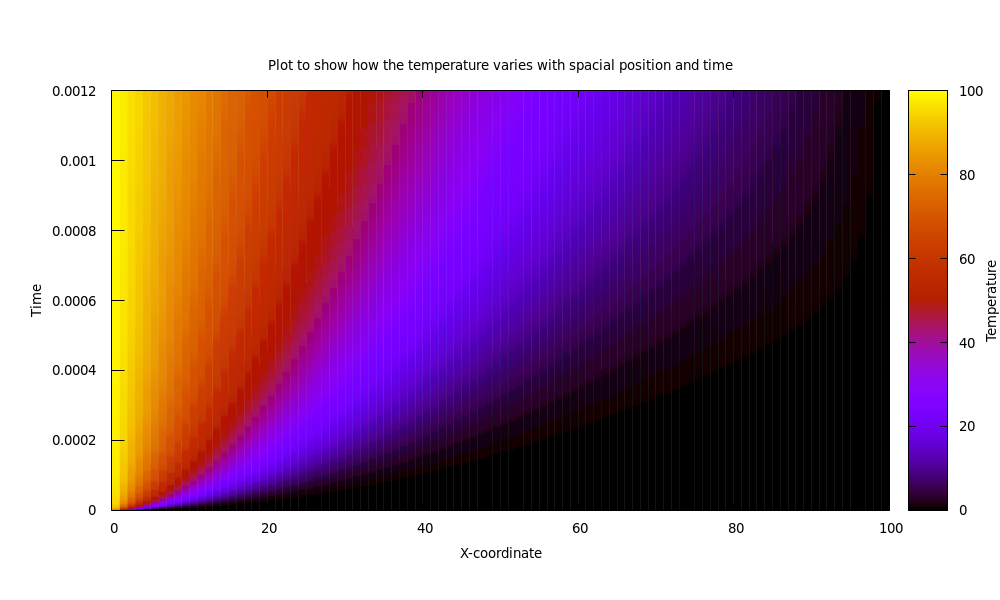 Plot to show how the temperature varies with spacial position and time
0.0012
0.001
0.0008
0.0006
0.0004
0.0002
0
Time
0 20 40 60 80 100
X-coordinate
100
80
60
40
20
0
Temperature